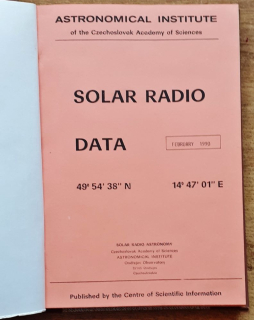 ASTRONOMICAL INSTITUTE
of the Czechoslovak Academy of Sciences
SOLAR RADIO
DATA
FEBRUARY 1992
49° 54' 38" N 14° 47' 01" E
SOLAR RADIO ASTRONOMY
Czechoslovak Academy of Sciences
ASTRONOMICAL INSTITUTE
Ondřejov Observatory
Czechoslovakia
Published by the Centre of Scientific Information